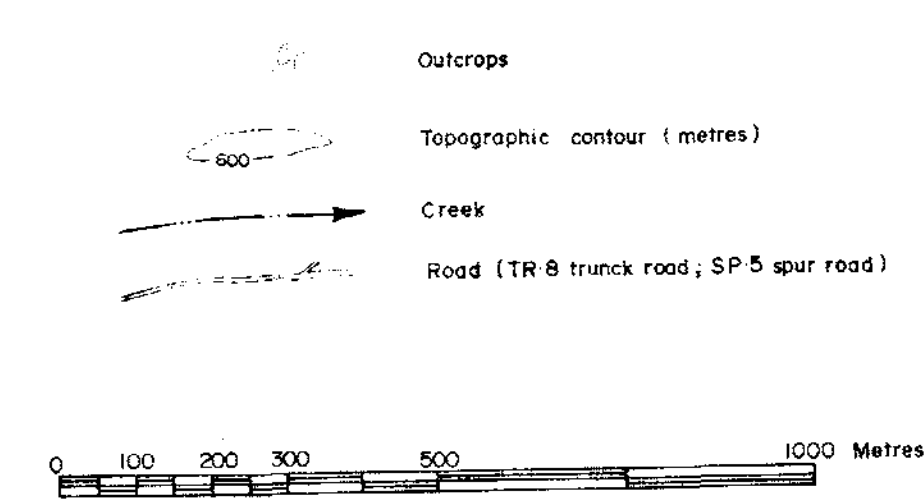 Outcrops
600
Topographic contour (metres)
Creek
Road (TR·8 trunck road; SP·5 spur road)
0 100 200 300 500 1000 Metres